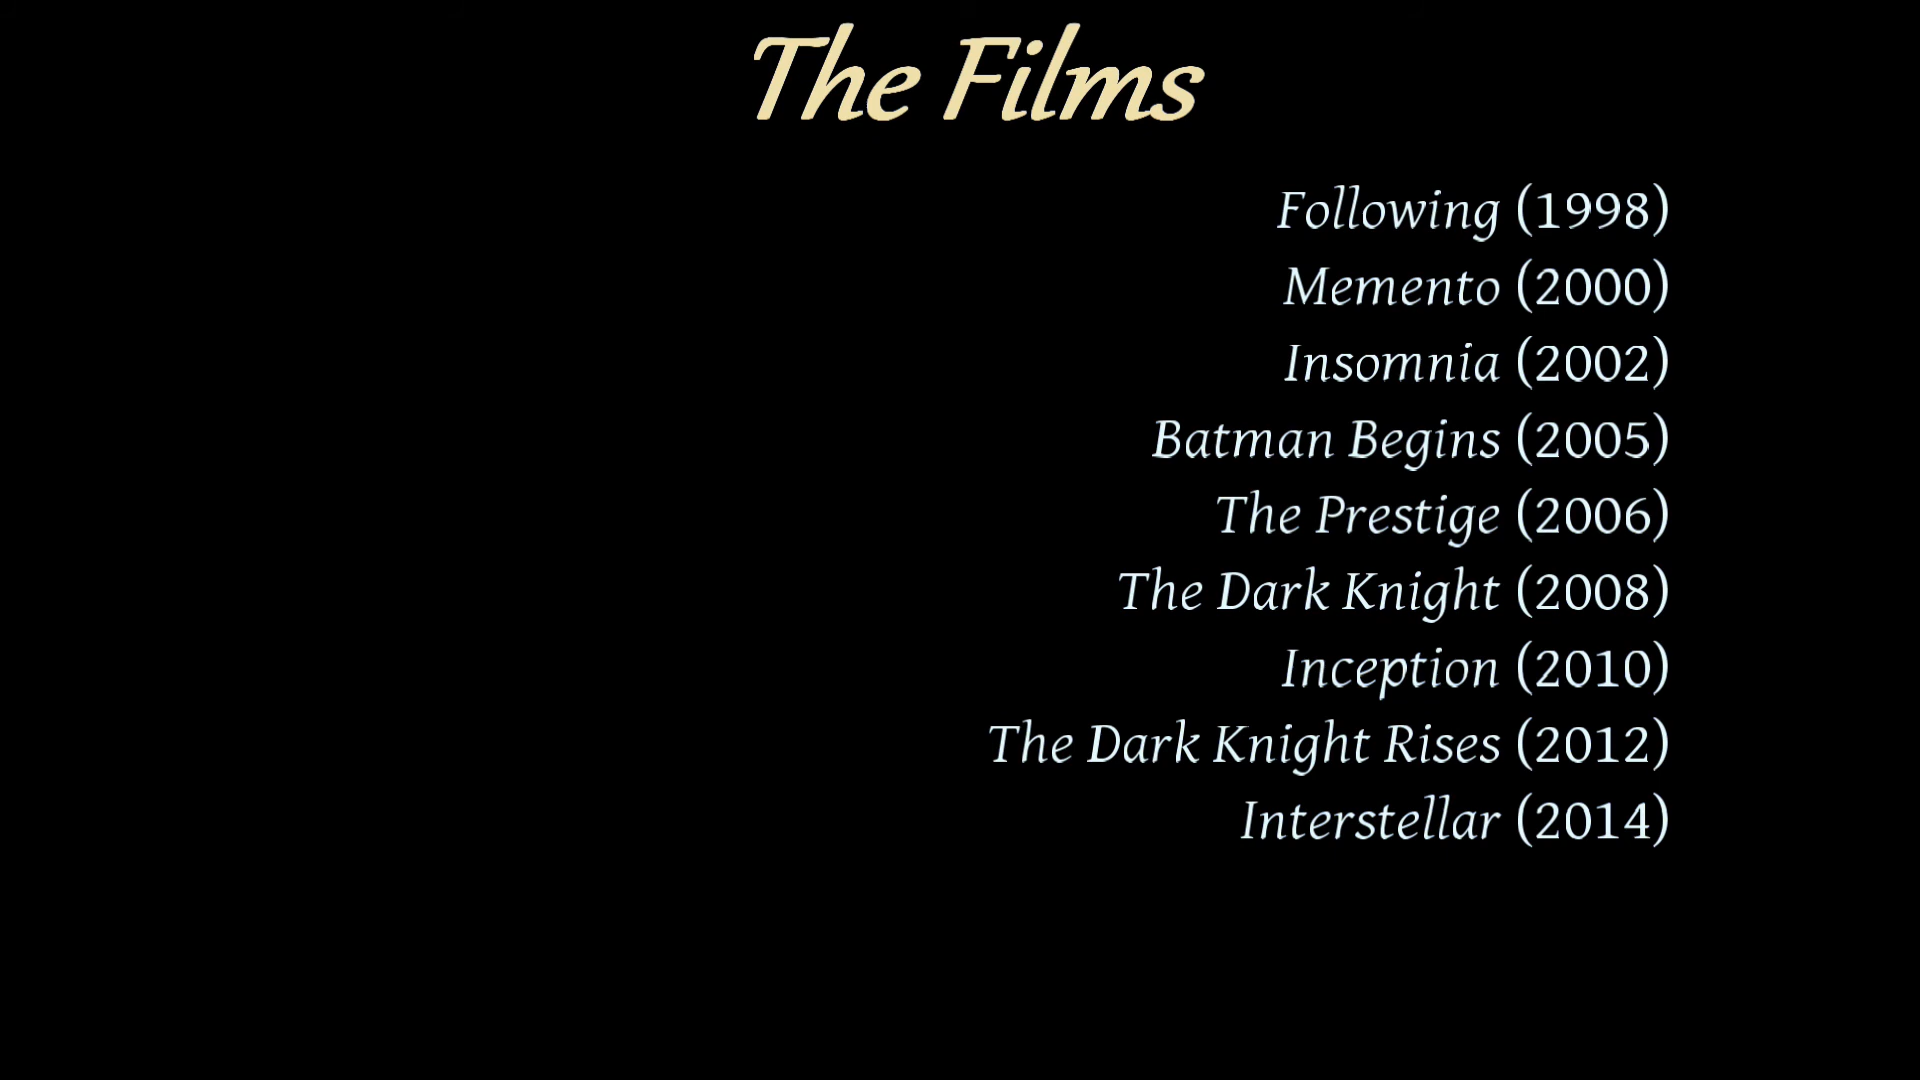 The Films
Following (1998)
Memento (2000)
Insomnia (2002)
Batman Begins (2005)
The Prestige (2006)
The Dark Knight (2008)
Inception (2010)
The Dark Knight Rises (2012)
Interstellar (2014)